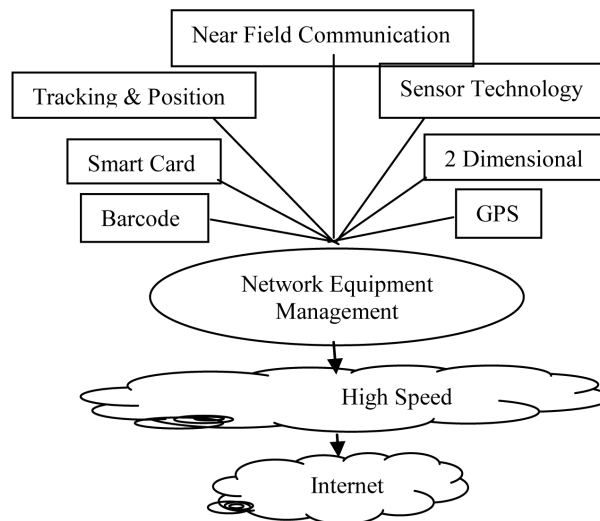 Near Field Communication
Sensor Technology
Tracking & Position
2 Dimensional
Smart Card
GPS
Barcode
Network Equipment
Management
High Speed
Internet